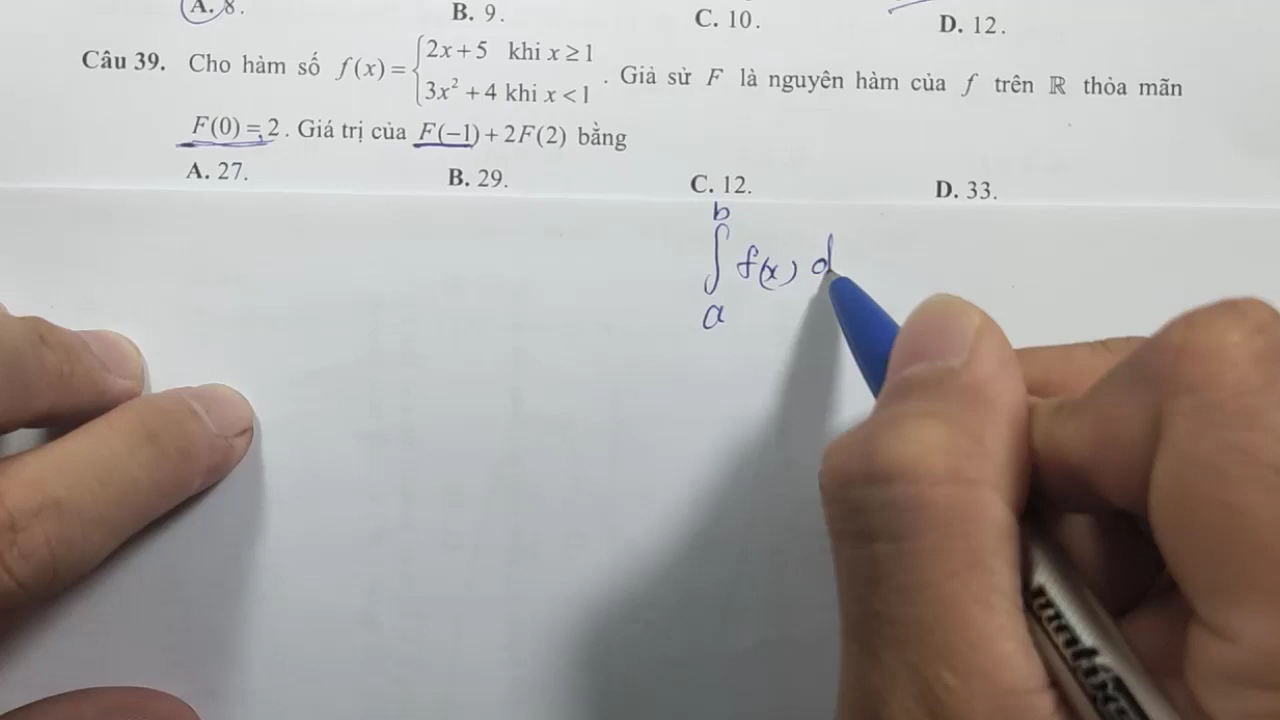 A. 8. B. 9. C. 10. D. 12.
Câu 39. Cho hàm số f(x) = { 2x + 5 khi x ≥ 1
3x² + 4 khi x < 1 . Giả sử F là nguyên hàm của f trên ℝ thỏa mãn
F(0) = 2. Giá trị của F(−1) + 2F(2) bằng
A. 27. B. 29. C. 12. D. 33.
b
∫ f(x) d
a